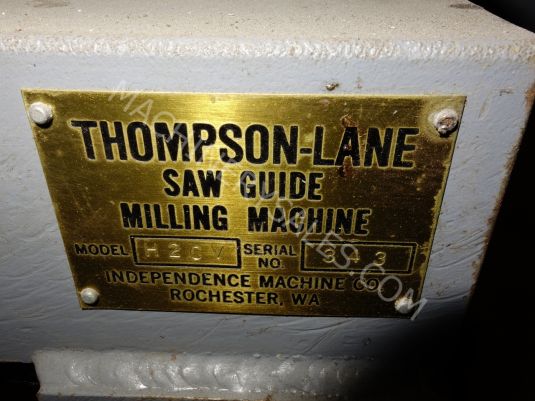 THOMPSON-LANE
SAW GUIDE
MILLING MACHINE
MODEL H20V SERIAL NO. 343
INDEPENDENCE MACHINE CO.
ROCHESTER, WA